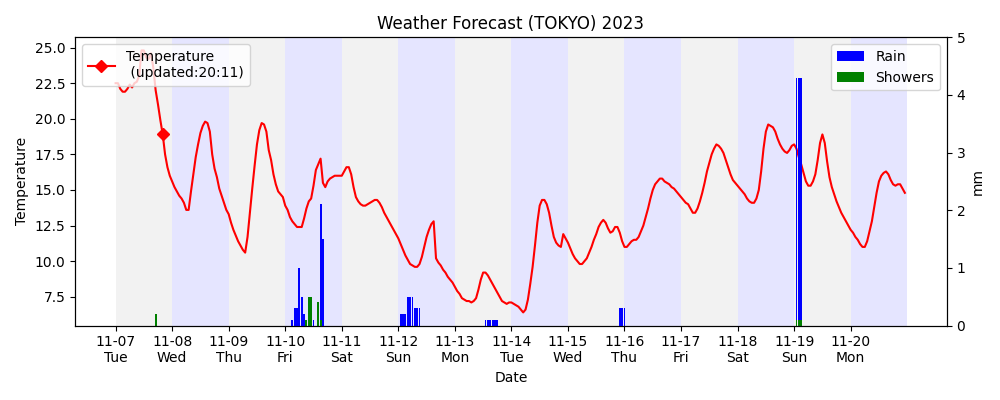 Weather Forecast (TOKYO) 2023
Temperature
(updated:20:11)
Rain
Showers
25.0
22.5
20.0
17.5
15.0
12.5
10.0
7.5
Temperature
5
4
3
2
1
0
mm
11-07 11-08 11-09 11-10 11-11 11-12 11-13 11-14 11-15 11-16 11-17 11-18 11-19 11-20
Tue Wed Thu Fri Sat Sun Mon Tue Wed Thu Fri Sat Sun Mon
Date